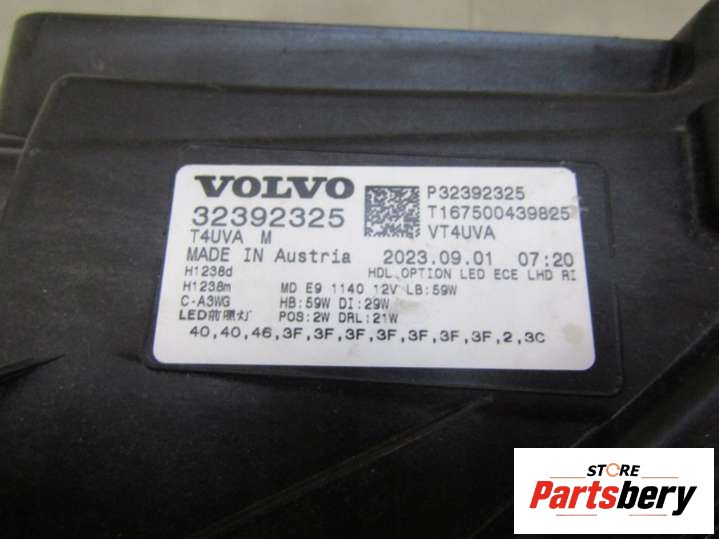 VOLVO
32392325
T4UVA M
MADE IN Austria
P32392325
T167500439825
VT4UVA
2023.09.01 07:20
HDL OPTION LED ECE LHD RI
H1238d
H1238m
C-A3WG
LED前照灯
MD E9 1140 12V LB:59W
HB:59W DI:29W
POS:2W DRL:21W
40,40,46,3F,3F,3F,3F,3F,3F,3F,2,3C
STORE
Partsbery